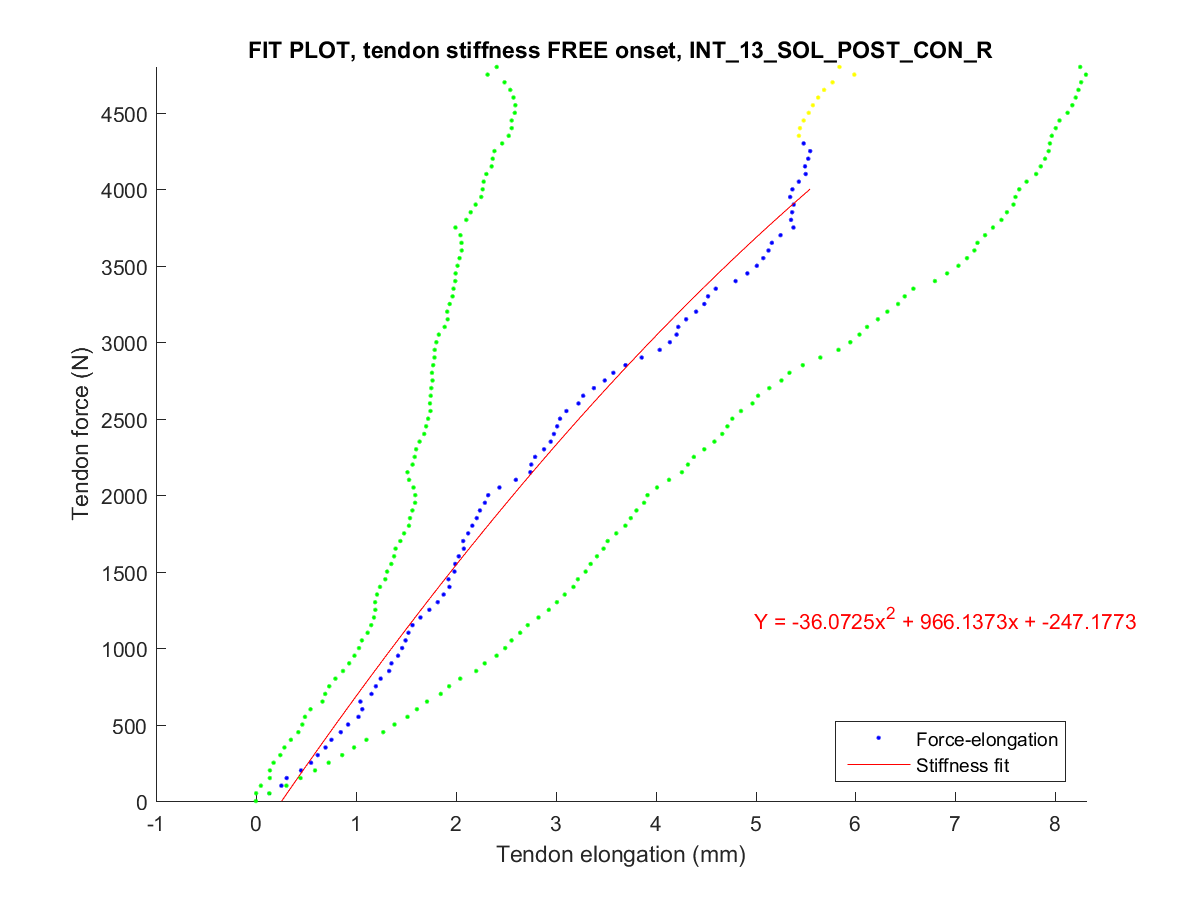 FIT PLOT, tendon stiffness FREE onset, INT_13_SOL_POST_CON_R
4500
4000
3500
3000
2500
2000
1500
1000
500
0
Tendon force (N)
Y = -36.0725x² + 966.1373x + -247.1773
Force-elongation
Stiffness fit
-1 0 1 2 3 4 5 6 7 8
Tendon elongation (mm)